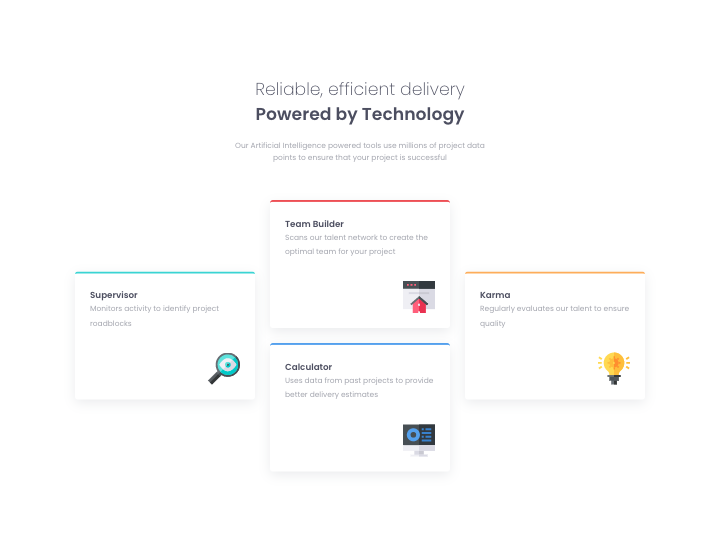 Reliable, efficient delivery
Powered by Technology
Our Artificial Intelligence powered tools use millions of project data
points to ensure that your project is successful
Supervisor
Monitors activity to identify project
roadblocks
Team Builder
Scans our talent network to create the
optimal team for your project
Calculator
Uses data from past projects to provide
better delivery estimates
Karma
Regularly evaluates our talent to ensure
quality